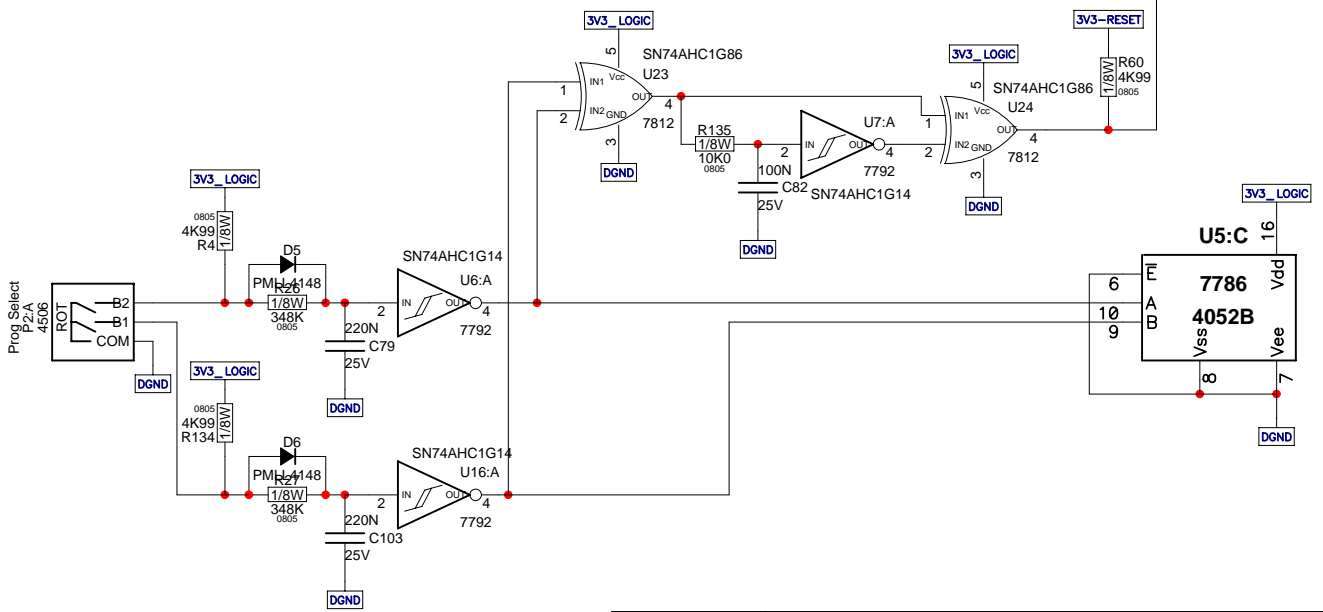 3V3_LOGIC
5
SN74AHC1G86
U23
1
IN1
Vcc
OUT
4
2
IN2
GND
7812
3
DGND
3V3-RESET
R60
4K99
1/8W
0805
3V3_LOGIC
5
SN74AHC1G86
U24
1
IN1
Vcc
OUT
4
2
IN2
GND
7812
3
DGND
R135
1/8W
10K0
0805
U7:A
2
IN
OUT
4
7792
SN74AHC1G14
100N
C82
25V
DGND
3V3_LOGIC
0805
4K99
R4
1/8W
D5
PMLL4148
R26
1/8W
348K
0805
SN74AHC1G14
U6:A
2
IN
OUT
4
7792
220N
C79
25V
DGND
Prog Select
P2:A
4506
ROT
B2
B1
COM
DGND
3V3_LOGIC
0805
4K99
R134
1/8W
D6
PMLL4148
R27
1/8W
348K
0805
SN74AHC1G14
U16:A
2
IN
OUT
4
7792
220N
C103
25V
DGND
3V3_LOGIC
U5:C
16
6
E
7786
Vdd
10
A
4052B
9
B
Vss
Vee
8
7
DGND